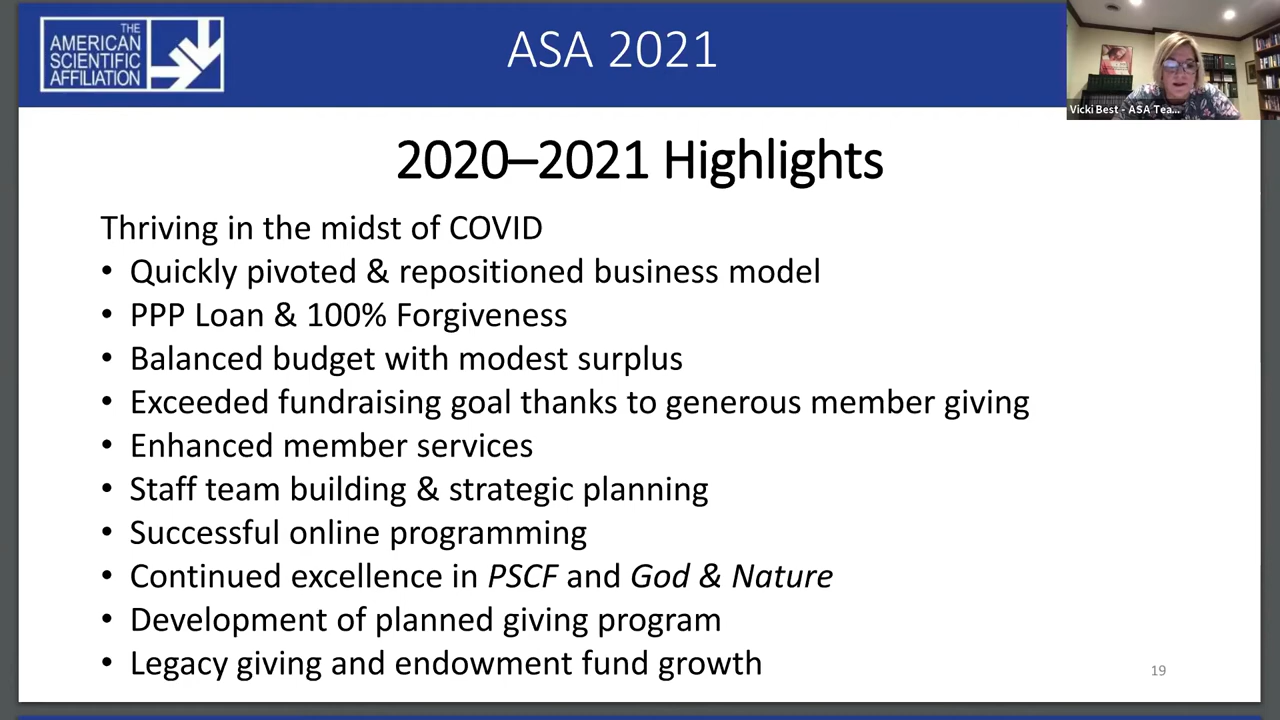 THE
AMERICAN
SCIENTIFIC
AFFILIATION
ASA 2021
Vicki Best - ASA Tea...
2020–2021 Highlights
Thriving in the midst of COVID
• Quickly pivoted & repositioned business model
• PPP Loan & 100% Forgiveness
• Balanced budget with modest surplus
• Exceeded fundraising goal thanks to generous member giving
• Enhanced member services
• Staff team building & strategic planning
• Successful online programming
• Continued excellence in PSCF and God & Nature
• Development of planned giving program
• Legacy giving and endowment fund growth
19